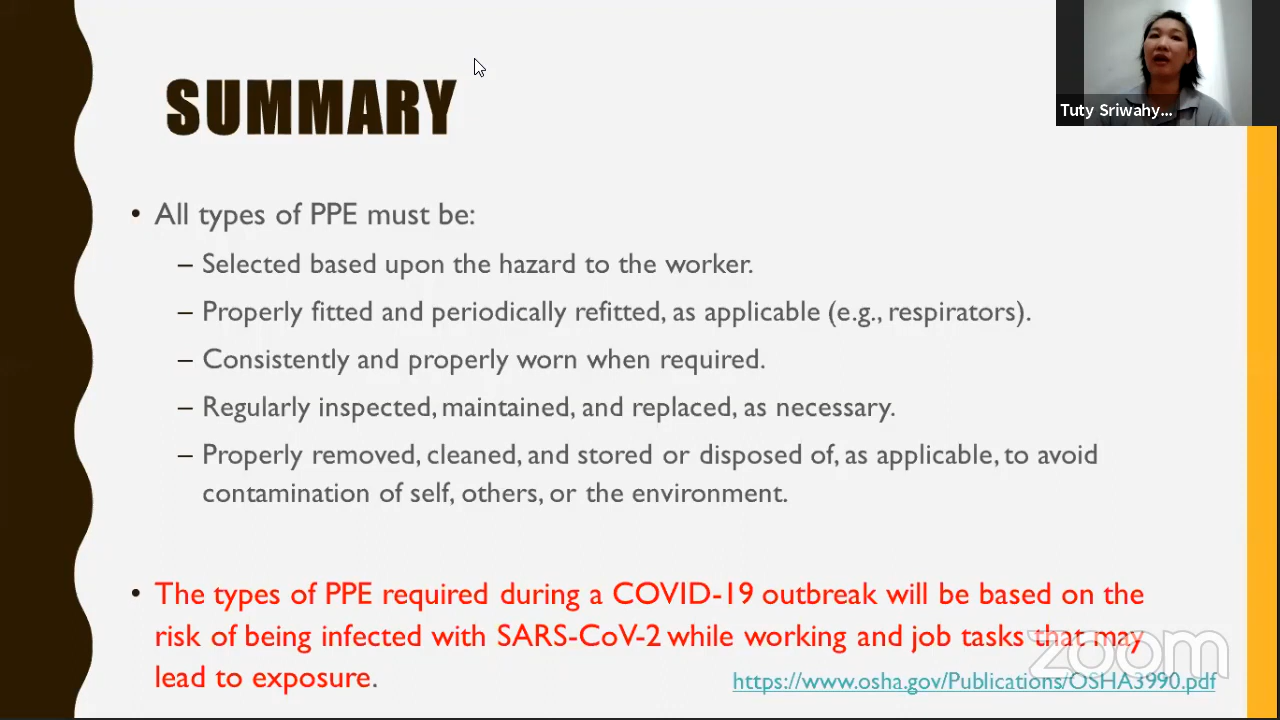 SUMMARY
Tuty Sriwahy...
• All types of PPE must be:
– Selected based upon the hazard to the worker.
– Properly fitted and periodically refitted, as applicable (e.g., respirators).
– Consistently and properly worn when required.
– Regularly inspected, maintained, and replaced, as necessary.
– Properly removed, cleaned, and stored or disposed of, as applicable, to avoid
contamination of self, others, or the environment.
• The types of PPE required during a COVID-19 outbreak will be based on the
risk of being infected with SARS-CoV-2 while working and job tasks that may
lead to exposure.
zoom
https://www.osha.gov/Publications/OSHA3990.pdf